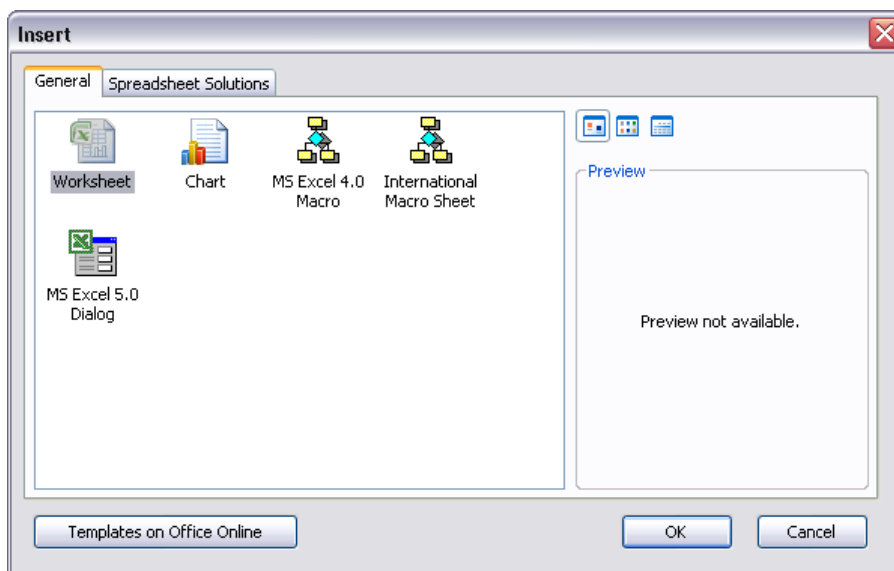 Insert
General
Spreadsheet Solutions
Worksheet
Chart
MS Excel 4.0
Macro
International
Macro Sheet
MS Excel 5.0
Dialog
Preview
Preview not available.
Templates on Office Online
OK
Cancel